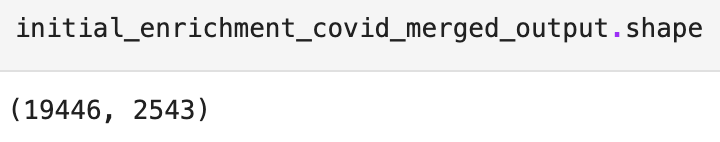 initial_enrichment_covid_merged_output.shape
(19446, 2543)